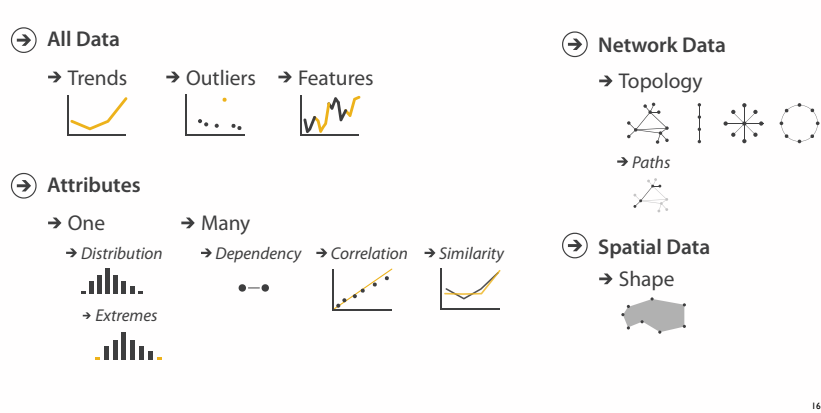 All Data
Trends
Outliers
Features
Attributes
One
Many
Distribution
Extremes
Dependency
Correlation
Similarity
Network Data
Topology
Paths
Spatial Data
Shape
16